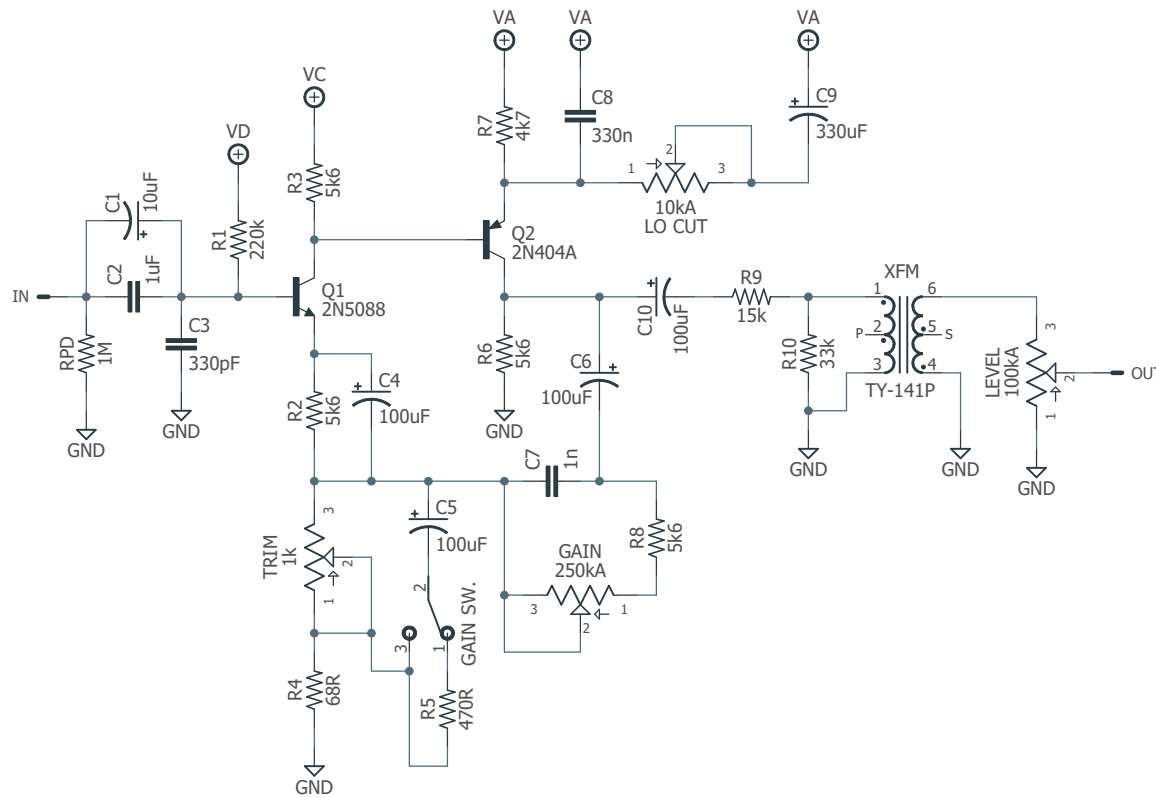 VA
VA
VA
VC
VD
R7
4k7
C8
330n
C9
330uF
R3
5k6
C1
10uF
R1
220k
1
2
3
10kA
LO CUT
Q2
2N404A
C2
1uF
IN
Q1
2N5088
RPD
1M
C3
330pF
GND
GND
R2
5k6
C4
100uF
R6
5k6
GND
C6
100uF
C10
100uF
R9
15k
R10
33k
GND
XFM
1
2
3
P
6
5
4
S
TY-141P
GND
3
LEVEL
100kA
2
OUT
1
GND
C7
1n
C5
100uF
R8
5k6
GAIN
250kA
3
2
1
TRIM
1k
3
2
1
2
3
1
GAIN SW.
R4
68R
R5
470R
GND